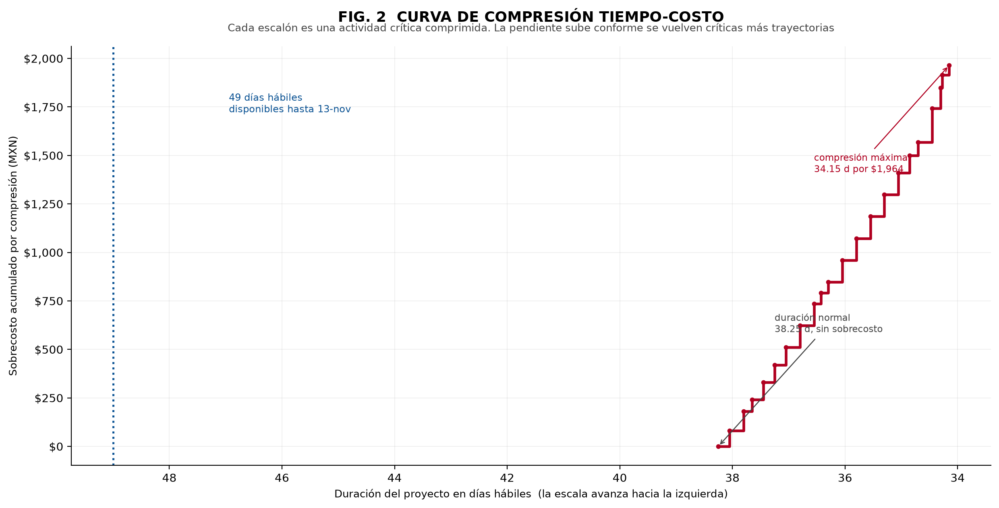 FIG. 2  CURVA DE COMPRESIÓN TIEMPO-COSTO
Cada escalón es una actividad crítica comprimida. La pendiente sube conforme se vuelven críticas más trayectorias
Sobrecosto acumulado por compresión (MXN)
$2,000
$1,750
$1,500
$1,250
$1,000
$750
$500
$250
$0
49 días hábiles
disponibles hasta 13-nov
compresión máxima
34.15 d por $1,964
duración normal
38.25 d, sin sobrecosto
48 46 44 42 40 38 36 34
Duración del proyecto en días hábiles  (la escala avanza hacia la izquierda)